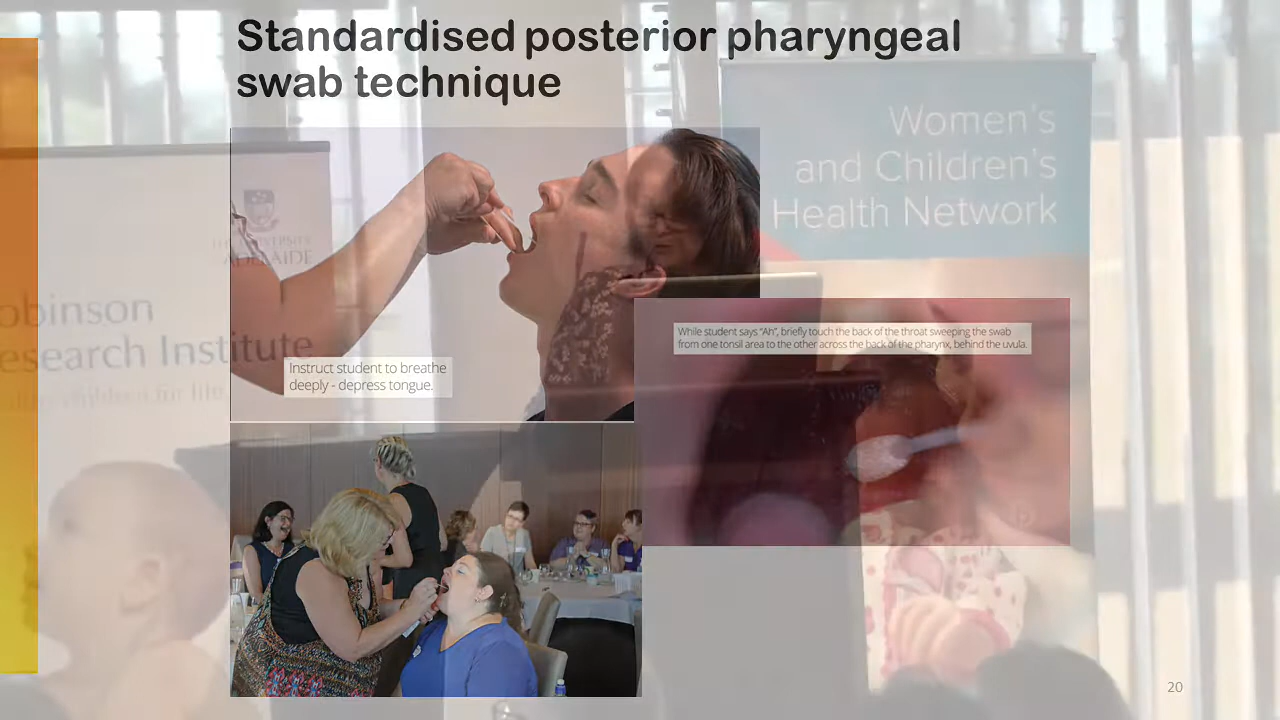 Standardised posterior pharyngeal
swab technique
Women's
and Children's
Health Network
ADELAIDE
obinson
esearch Institute
While student says “Ah”, briefly touch the back of the throat sweeping the swab
from one tonsil area to the other across the back of the pharynx, behind the uvula.
Instruct student to breathe
deeply - depress tongue.
20